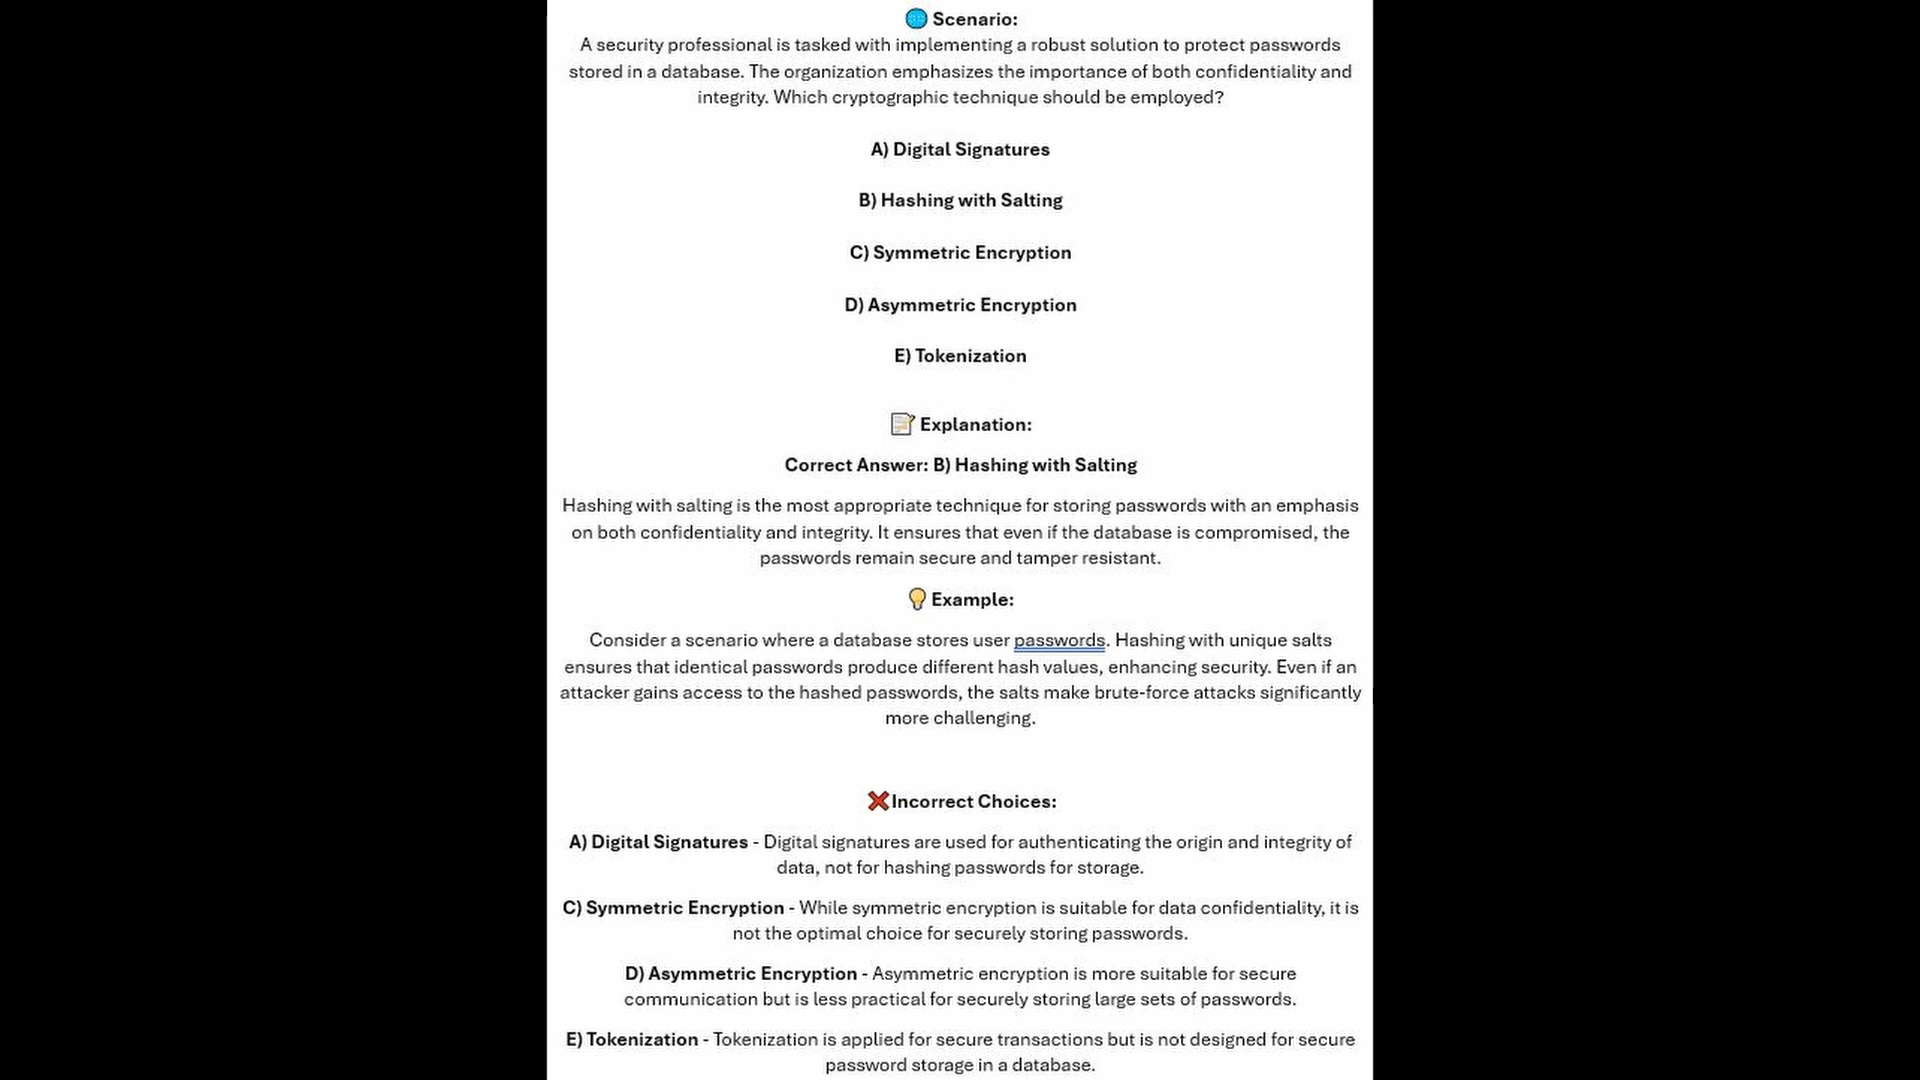 Scenario:
A security professional is tasked with implementing a robust solution to protect passwords
stored in a database. The organization emphasizes the importance of both confidentiality and
integrity. Which cryptographic technique should be employed?
A) Digital Signatures
B) Hashing with Salting
C) Symmetric Encryption
D) Asymmetric Encryption
E) Tokenization
Explanation:
Correct Answer: B) Hashing with Salting
Hashing with salting is the most appropriate technique for storing passwords with an emphasis
on both confidentiality and integrity. It ensures that even if the database is compromised, the
passwords remain secure and tamper resistant.
Example:
Consider a scenario where a database stores user passwords. Hashing with unique salts
ensures that identical passwords produce different hash values, enhancing security. Even if an
attacker gains access to the hashed passwords, the salts make brute-force attacks significantly
more challenging.
Incorrect Choices:
A) Digital Signatures - Digital signatures are used for authenticating the origin and integrity of
data, not for hashing passwords for storage.
C) Symmetric Encryption - While symmetric encryption is suitable for data confidentiality, it is
not the optimal choice for securely storing passwords.
D) Asymmetric Encryption - Asymmetric encryption is more suitable for secure
communication but is less practical for securely storing large sets of passwords.
E) Tokenization - Tokenization is applied for secure transactions but is not designed for secure
password storage in a database.